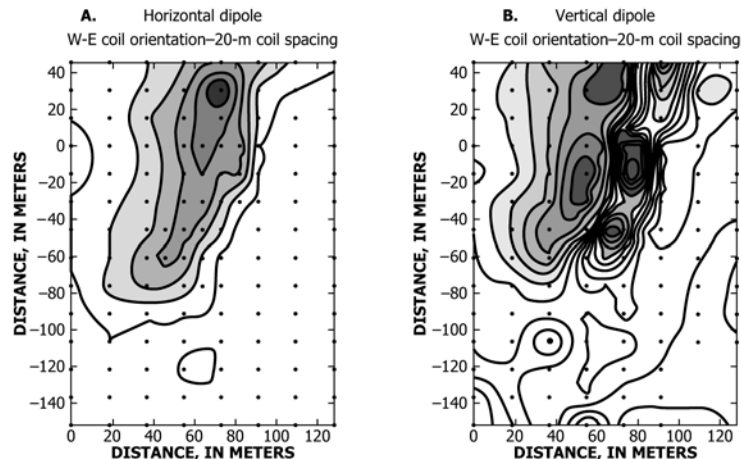 A. Horizontal dipole
W-E coil orientation–20-m coil spacing
DISTANCE, IN METERS
40
20
0
–20
–40
–60
–80
–100
–120
–140
0 20 40 60 80 100 120
DISTANCE, IN METERS
B. Vertical dipole
W-E coil orientation–20-m coil spacing
DISTANCE, IN METERS
40
20
0
–20
–40
–60
–80
–100
–120
–140
0 20 40 60 80 100 120
DISTANCE, IN METERS